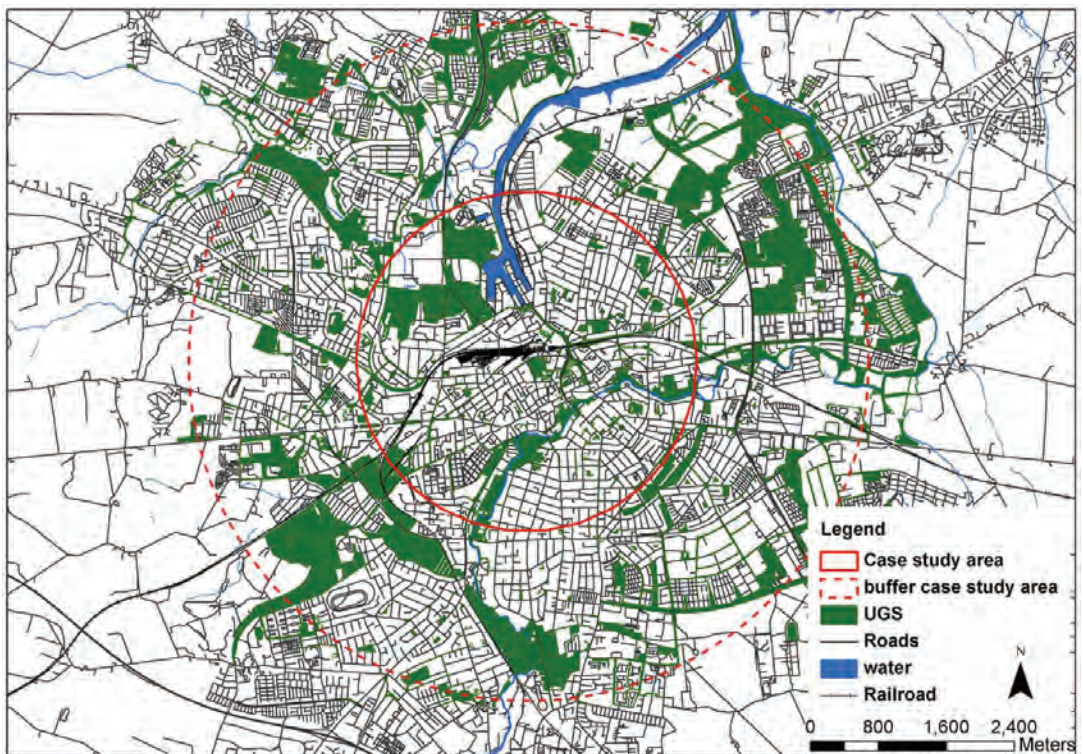 Legend
Case study area
buffer case study area
UGS
Roads
water
Railroad
N
0 800 1,600 2,400
Meters